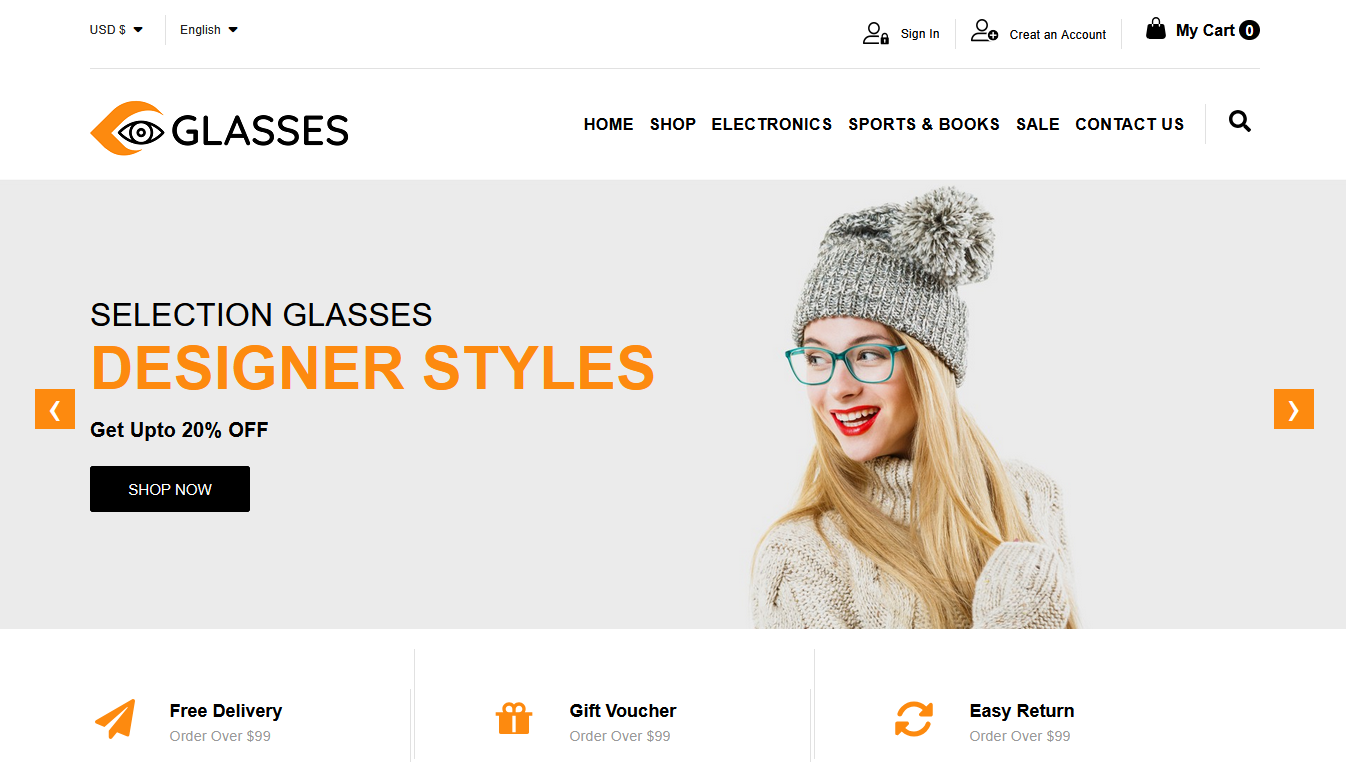 USD $ English Sign In Creat an Account My Cart 0
GLASSES HOME SHOP ELECTRONICS SPORTS & BOOKS SALE CONTACT US
SELECTION GLASSES
DESIGNER STYLES
Get Upto 20% OFF
SHOP NOW
Free Delivery Gift Voucher Easy Return
Order Over $99 Order Over $99 Order Over $99